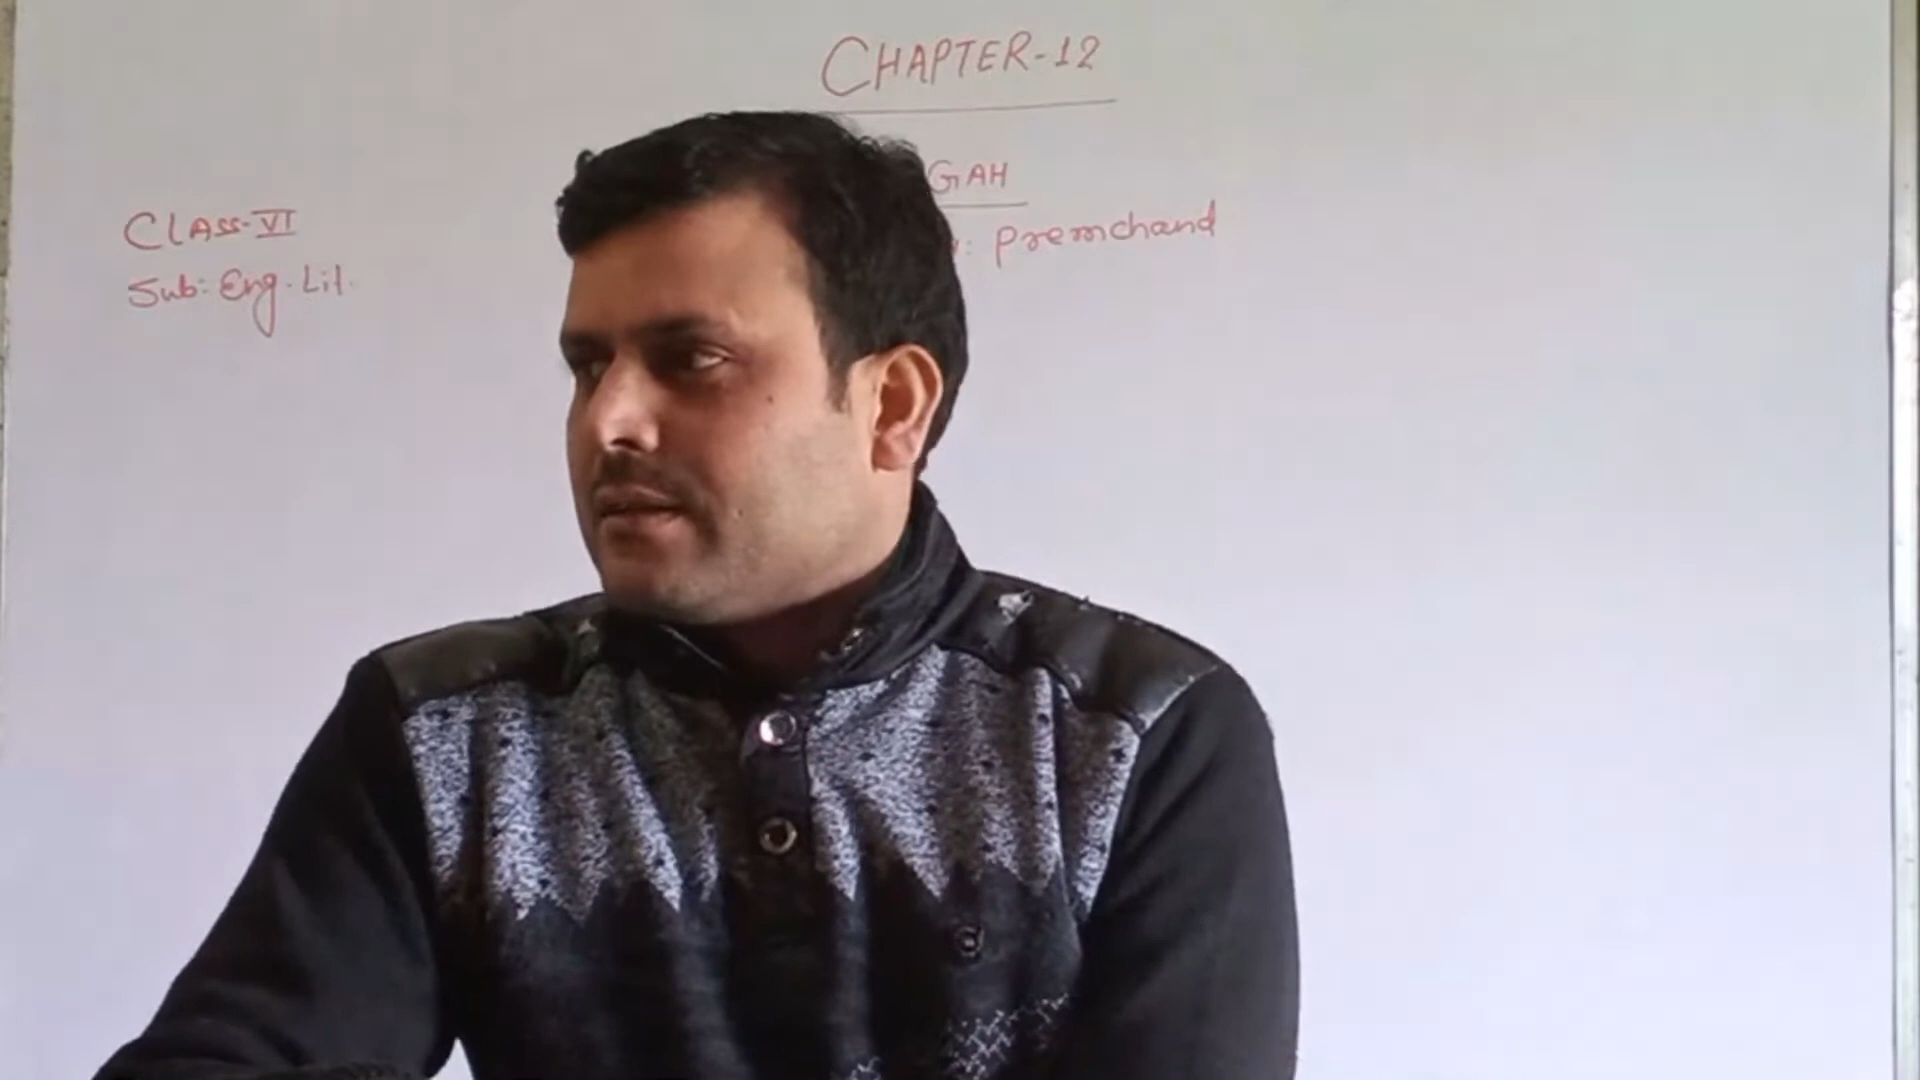 CHAPTER-12
GAH
: Premchand
Class-VI
Sub: Eng. Lit.